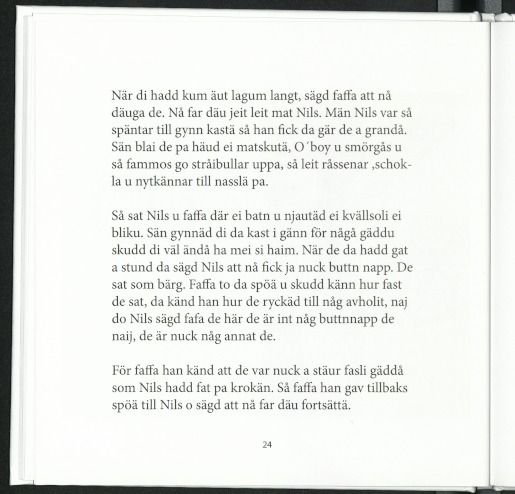 När di hadd kum äut lagum langt, sägd faffa att nå
däuga de. Nå far däu jeit leit mat Nils. Män Nils var så
späntar till gynn kastä så han fick da gär de a grandå.
Sän blai de pa häud ei matskutä, O´boy u smörgås u
så fammos go stråibullar uppa, så leit råssenar ,schok-
la u nytkännar till nasslä pa.
Så sat Nils u faffa där ei batn u njautäd ei kvällsoli ei
bliku. Sän gynnäd di da kast i gänn för någå gäddu
skudd di väl ändå ha mei si haim. När de da hadd gat
a stund da sägd Nils att nå fick ja nuck buttn napp. De
sat som bärg. Faffa to da spöä u skudd känn hur fast
de sat, da känd han hur de ryckäd till någ avholit, naj
do Nils sägd fafa de här de är int någ buttnnapp de
naij, de är nuck någ annat de.
För faffa han känd att de var nuck a stäur fasli gäddå
som Nils hadd fat pa krokän. Så faffa han gav tillbaks
spöä till Nils o sägd att nå far däu fortsättä.
24